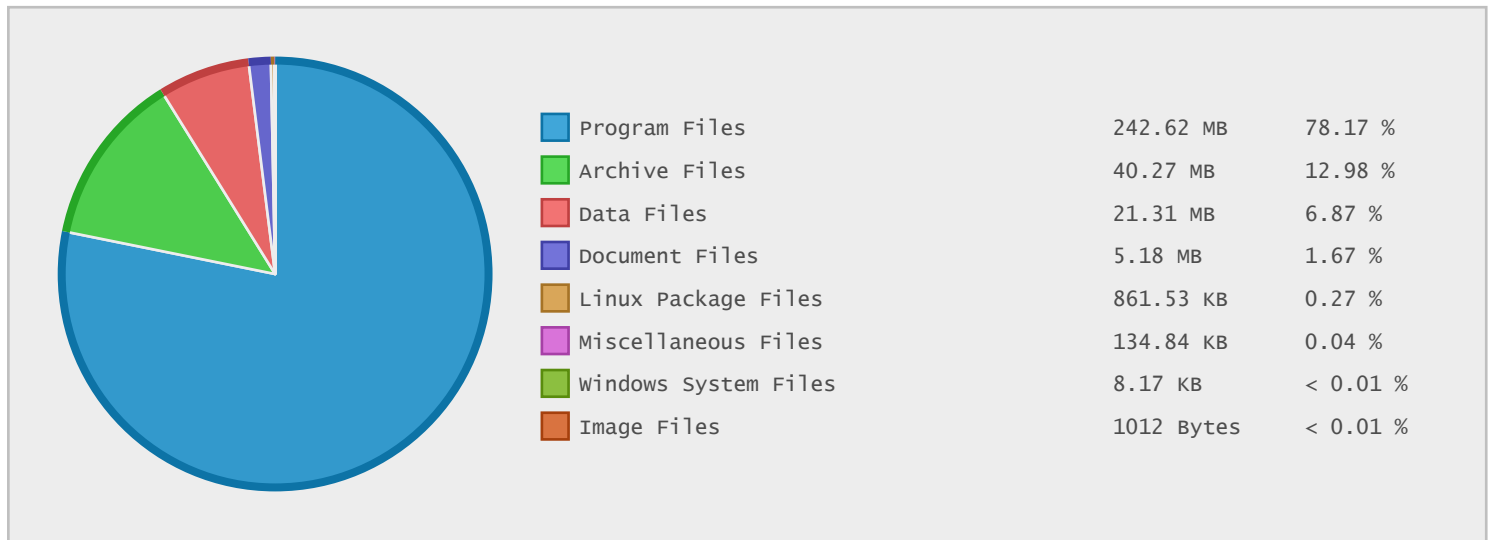 Program Files 242.62 MB 78.17 %
Archive Files 40.27 MB 12.98 %
Data Files 21.31 MB 6.87 %
Document Files 5.18 MB 1.67 %
Linux Package Files 861.53 KB 0.27 %
Miscellaneous Files 134.84 KB 0.04 %
Windows System Files 8.17 KB < 0.01 %
Image Files 1012 Bytes < 0.01 %